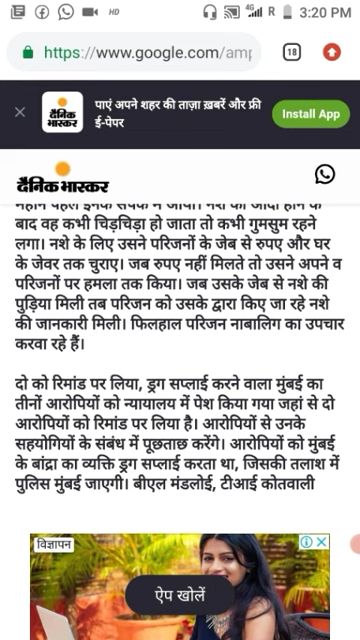 HD 4G R 3:20 PM
https://www.google.com/amp 18
दैनिक भास्कर पाएं अपने शहर की ताज़ा ख़बरें और फ्री
ई-पेपर
Install App
दैनिक भास्कर
बाद वह कभी चिड़चिड़ा हो जाता तो कभी गुमसुम रहने
लगा। नशे के लिए उसने परिजनों के जेब से रुपए और घर
के जेवर तक चुराए। जब रुपए नहीं मिलते तो उसने अपने व
परिजनों पर हमला तक किया। जब उसके जेब से नशे की
पुड़िया मिली तब परिजन को उसके द्वारा किए जा रहे नशे
की जानकारी मिली। फिलहाल परिजन नाबालिग का उपचार
करवा रहे हैं।
दो को रिमांड पर लिया, ड्रग सप्लाई करने वाला मुंबई का
तीनों आरोपियों को न्यायालय में पेश किया गया जहां से दो
आरोपियों को रिमांड पर लिया है। आरोपियों से उनके
सहयोगियों के संबंध में पूछताछ करेंगे। आरोपियों को मुंबई
के बांद्रा का व्यक्ति ड्रग सप्लाई करता था, जिसकी तलाश में
पुलिस मुंबई जाएगी। बीएल मंडलोई, टीआई कोतवाली
विज्ञापन
ऐप खोलें